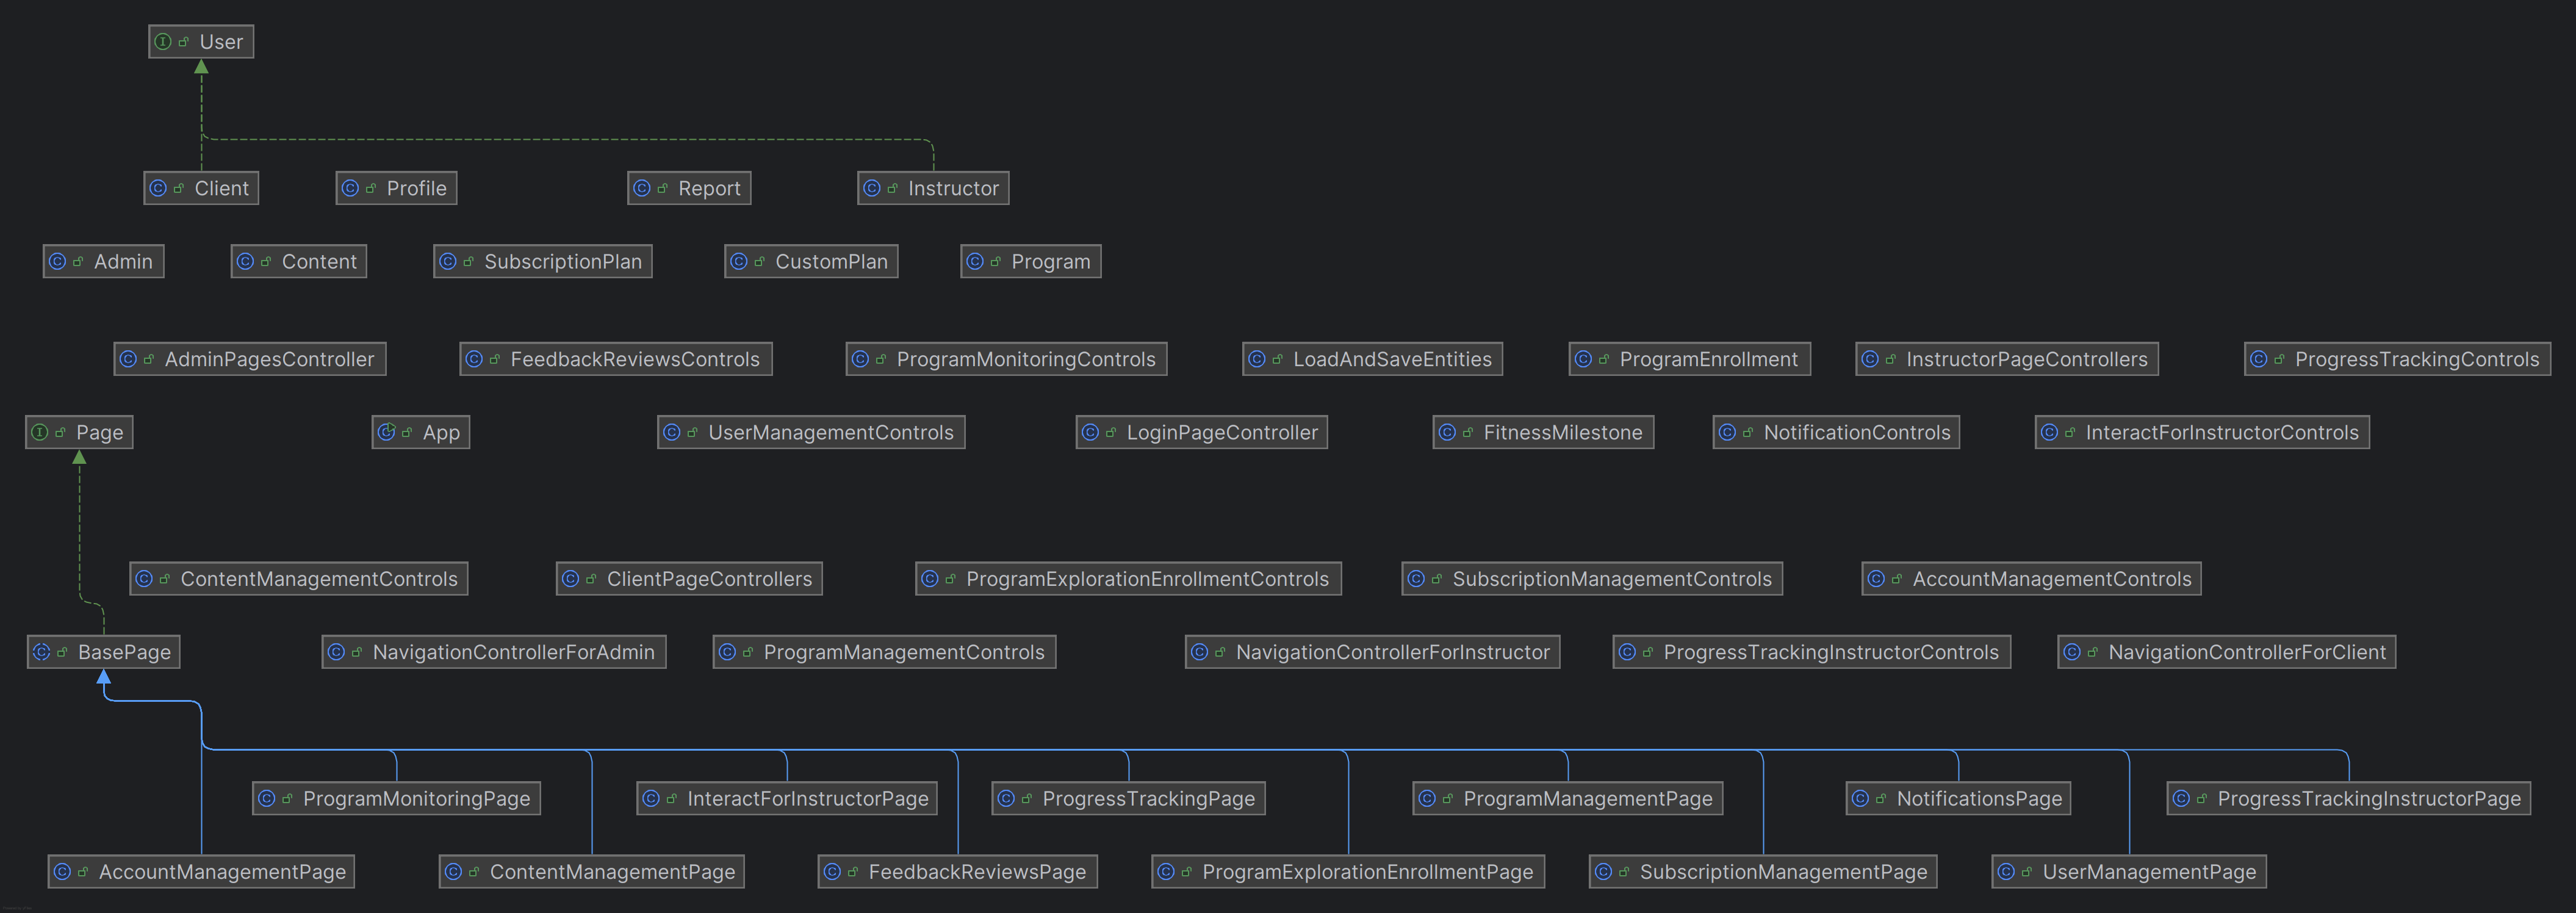 User
Client Profile Report Instructor
Admin Content SubscriptionPlan CustomPlan Program
AdminPagesController FeedbackReviewsControls ProgramMonitoringControls LoadAndSaveEntities ProgramEnrollment InstructorPageControllers ProgressTrackingControls
Page App UserManagementControls LoginPageController FitnessMilestone NotificationControls InteractForInstructorControls
ContentManagementControls ClientPageControllers ProgramExplorationEnrollmentControls SubscriptionManagementControls AccountManagementControls
BasePage NavigationControllerForAdmin ProgramManagementControls NavigationControllerForInstructor ProgressTrackingInstructorControls NavigationControllerForClient
ProgramMonitoringPage InteractForInstructorPage ProgressTrackingPage ProgramManagementPage NotificationsPage ProgressTrackingInstructorPage
AccountManagementPage ContentManagementPage FeedbackReviewsPage ProgramExplorationEnrollmentPage SubscriptionManagementPage UserManagementPage